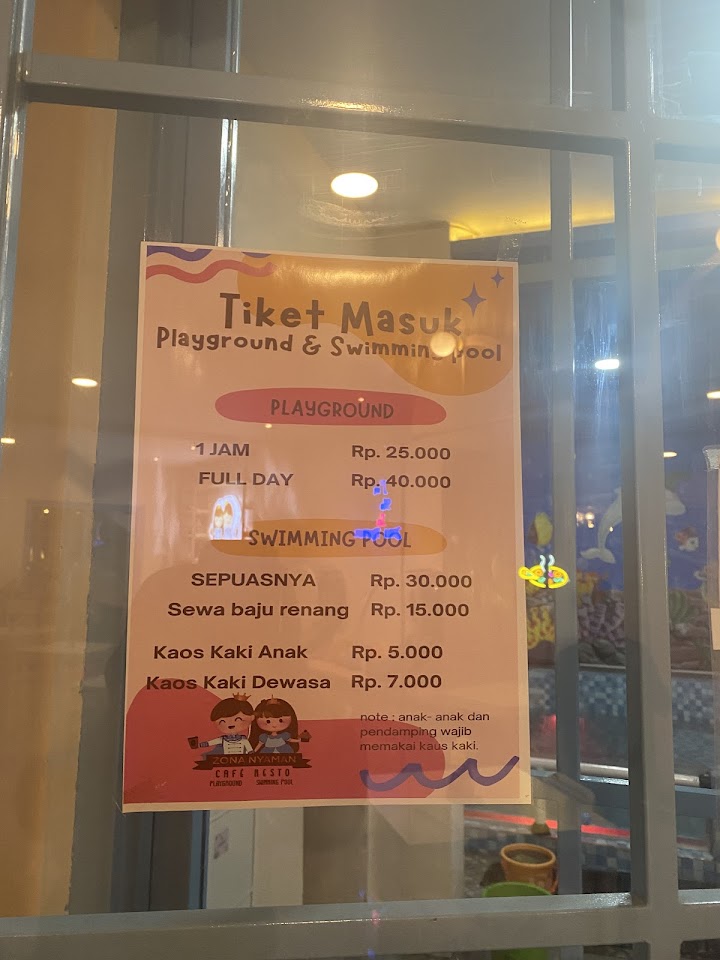 Tiket Masuk
Playground & Swimming pool
PLAYGROUND
1 JAM Rp. 25.000
FULL DAY Rp. 40.000
SWIMMING POOL
SEPUASNYA Rp. 30.000
Sewa baju renang Rp. 15.000
Kaos Kaki Anak Rp. 5.000
Kaos Kaki Dewasa Rp. 7.000
note : anak- anak dan
pendamping wajib
memakai kaus kaki.
ZONA NYAMAN
CAFE RESTO
PLAYGROUND SWIMMING POOL